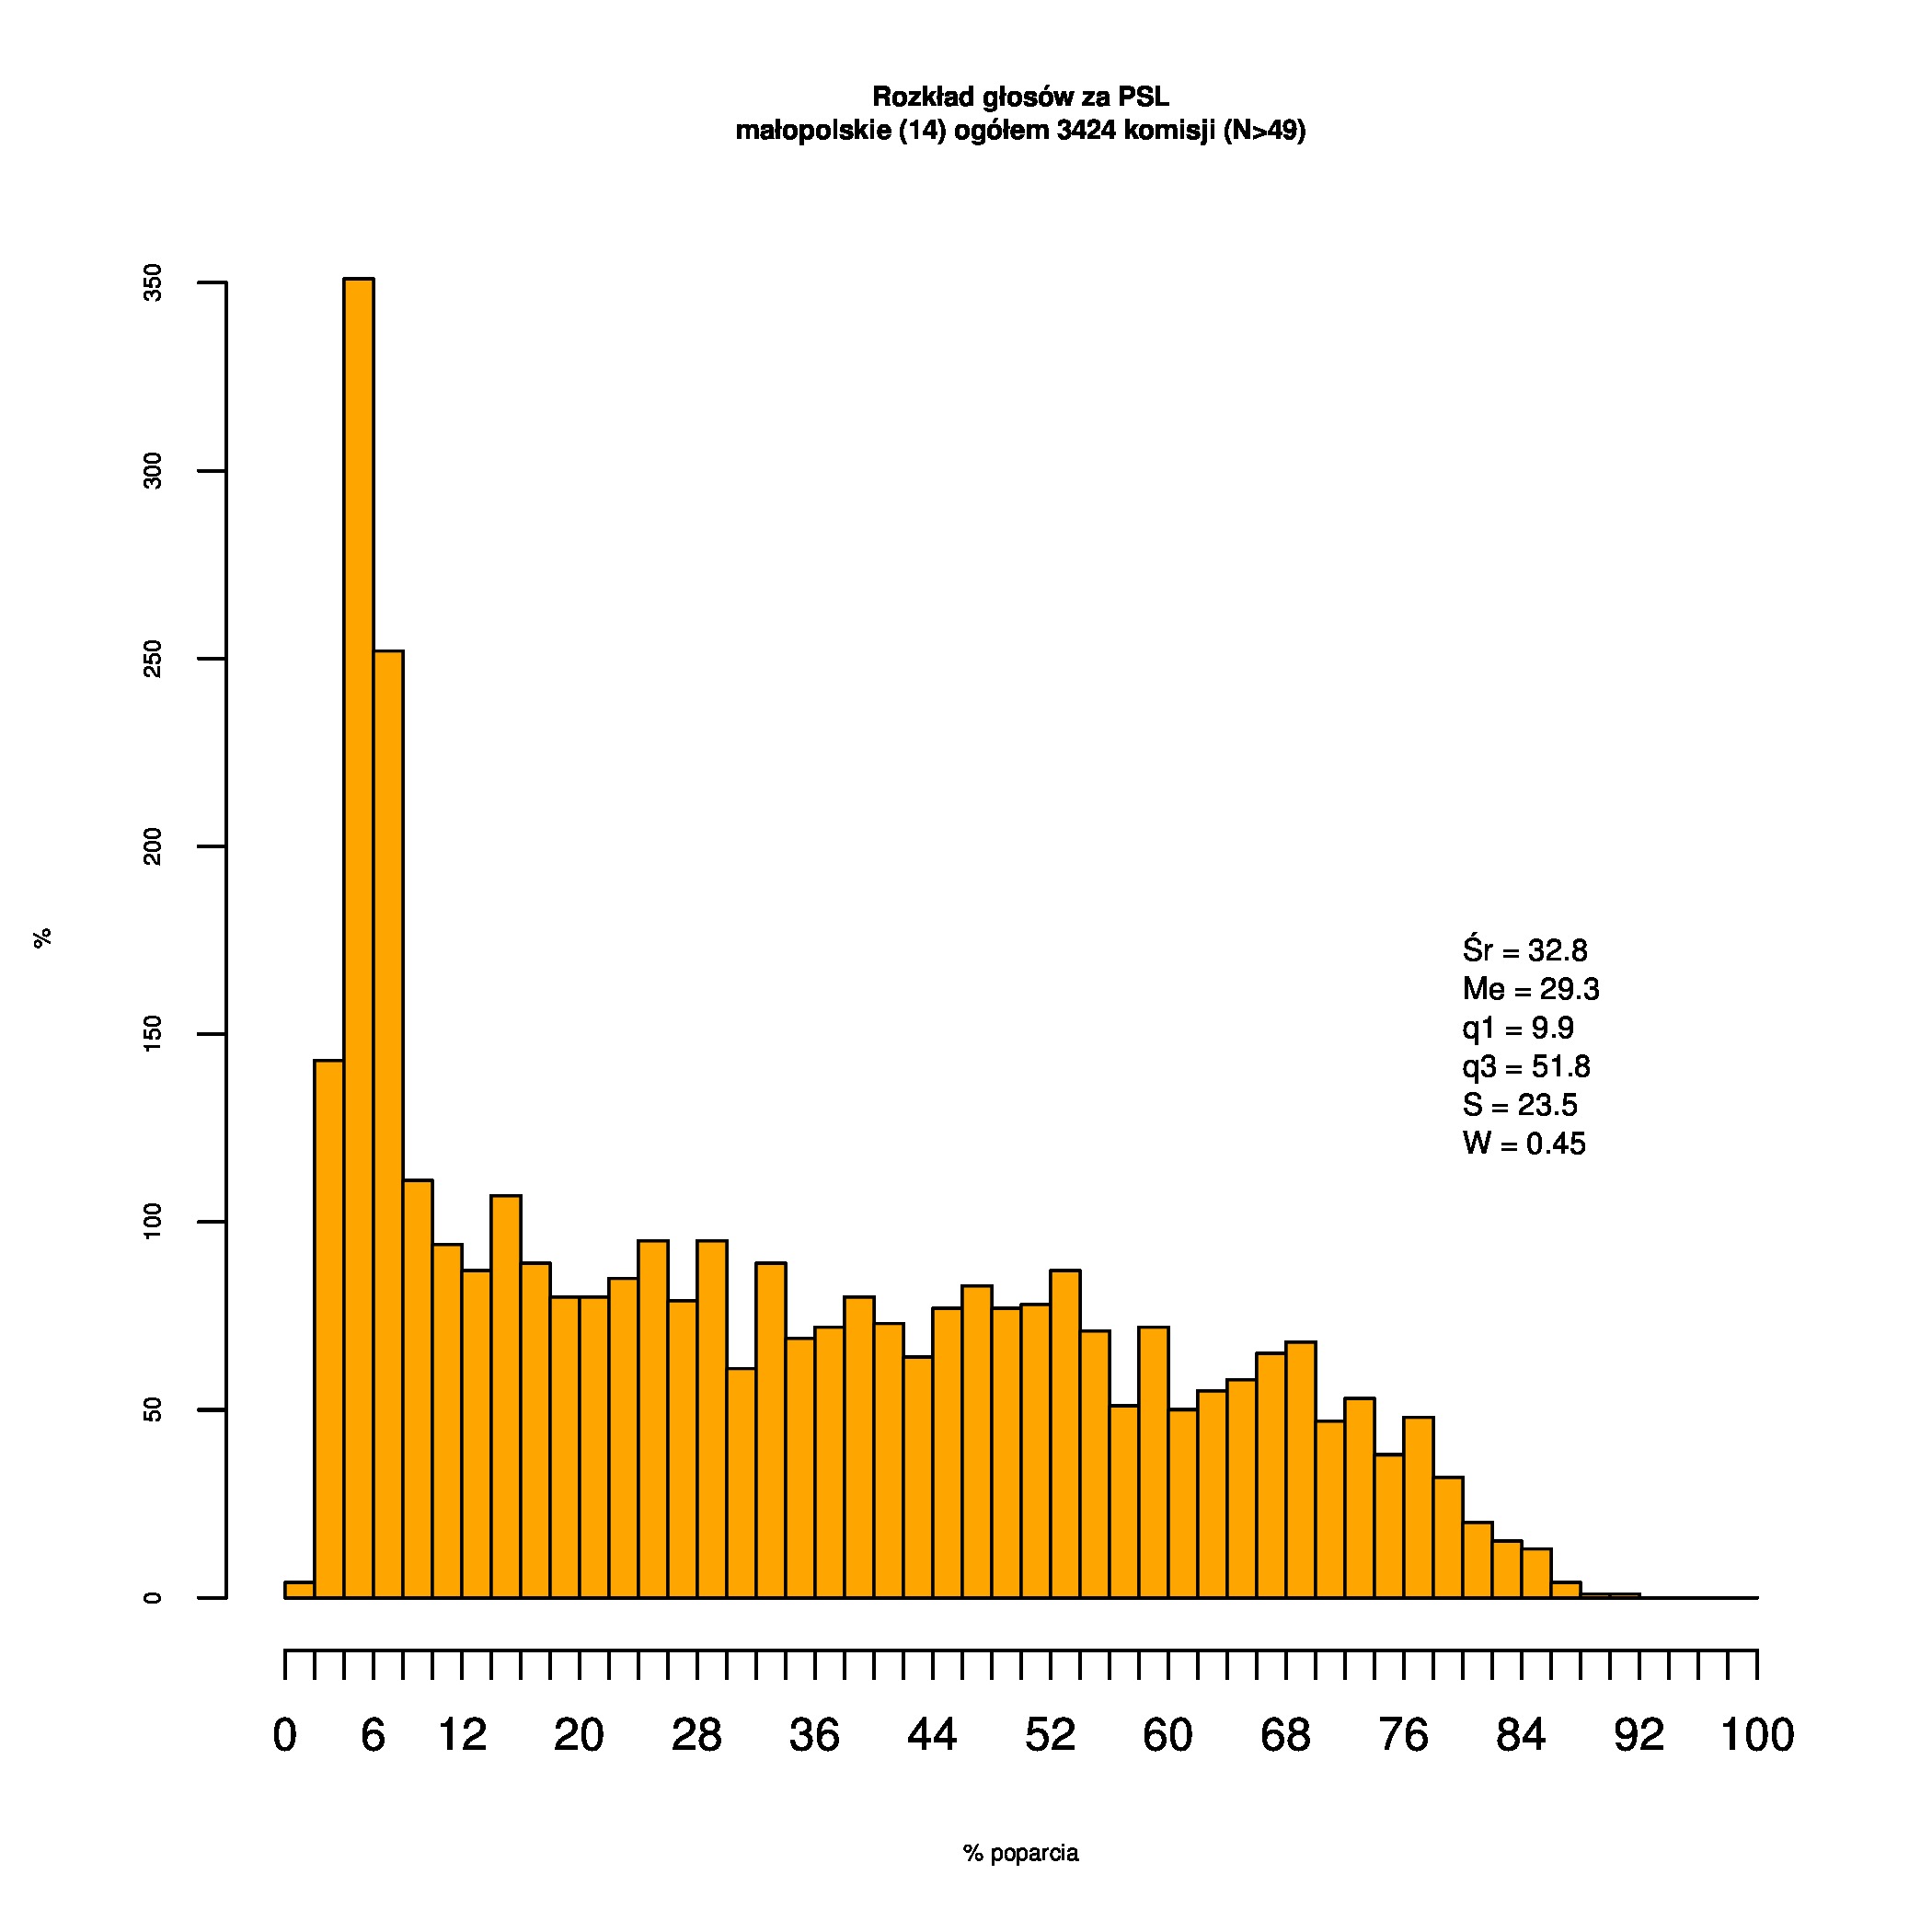 Rozkład głosów za PSL
małopolskie (14) ogółem 3424 komisji (N>49)
350
300
250
200
150
100
50
0
%
Śr = 32.8
Me = 29.3
q1 = 9.9
q3 = 51.8
S = 23.5
W = 0.45
0 6 12 20 28 36 44 52 60 68 76 84 92 100
% poparcia